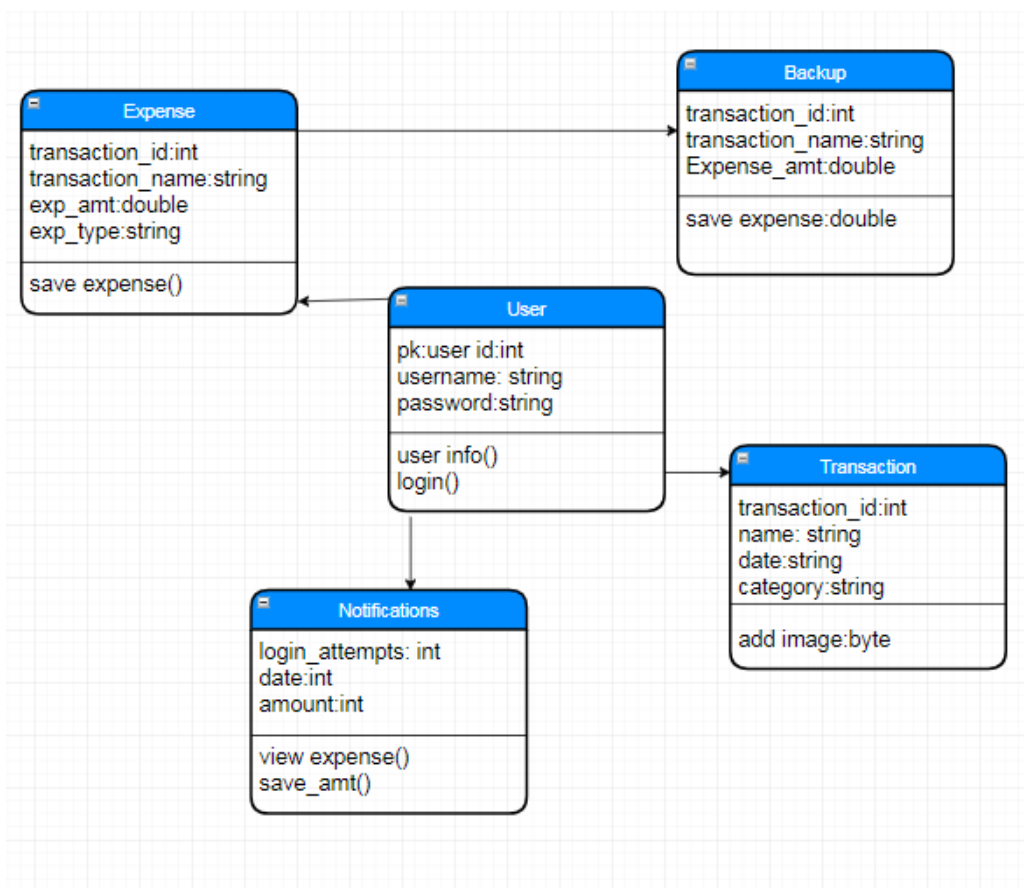 Expense
transaction_id:int
transaction_name:string
exp_amt:double
exp_type:string
save expense()
Backup
transaction_id:int
transaction_name:string
Expense_amt:double
save expense:double
User
pk:user id:int
username: string
password:string
user info()
login()
Transaction
transaction_id:int
name: string
date:string
category:string
add image:byte
Notifications
login_attempts: int
date:int
amount:int
view expense()
save_amt()